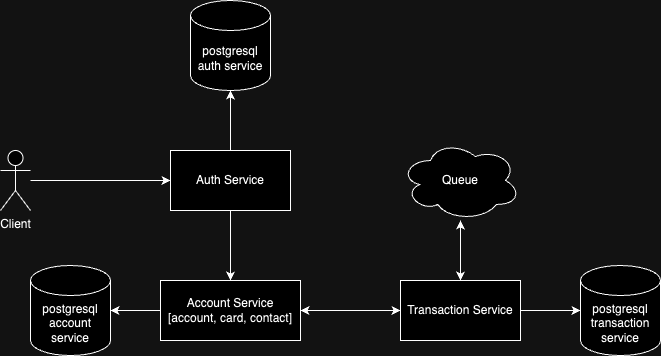 postgresql
auth service
Auth Service
Queue
Client
postgresql
account
service
Account Service
[account, card, contact]
Transaction Service
postgresql
transaction
service